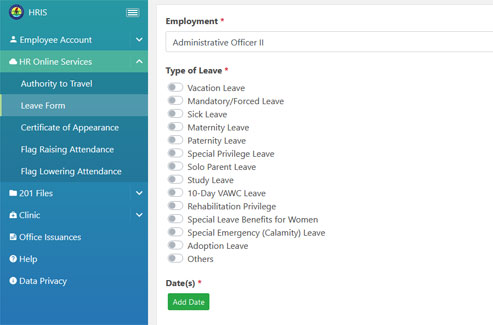 HRIS
Employee Account
HR Online Services
Authority to Travel
Leave Form
Certificate of Appearance
Flag Raising Attendance
Flag Lowering Attendance
201 Files
Clinic
Office Issuances
Help
Data Privacy
Employment *
Administrative Officer II
Type of Leave *
Vacation Leave
Mandatory/Forced Leave
Sick Leave
Maternity Leave
Paternity Leave
Special Privilege Leave
Solo Parent Leave
Study Leave
10-Day VAWC Leave
Rehabilitation Privilege
Special Leave Benefits for Women
Special Emergency (Calamity) Leave
Adoption Leave
Others
Date(s) *
Add Date